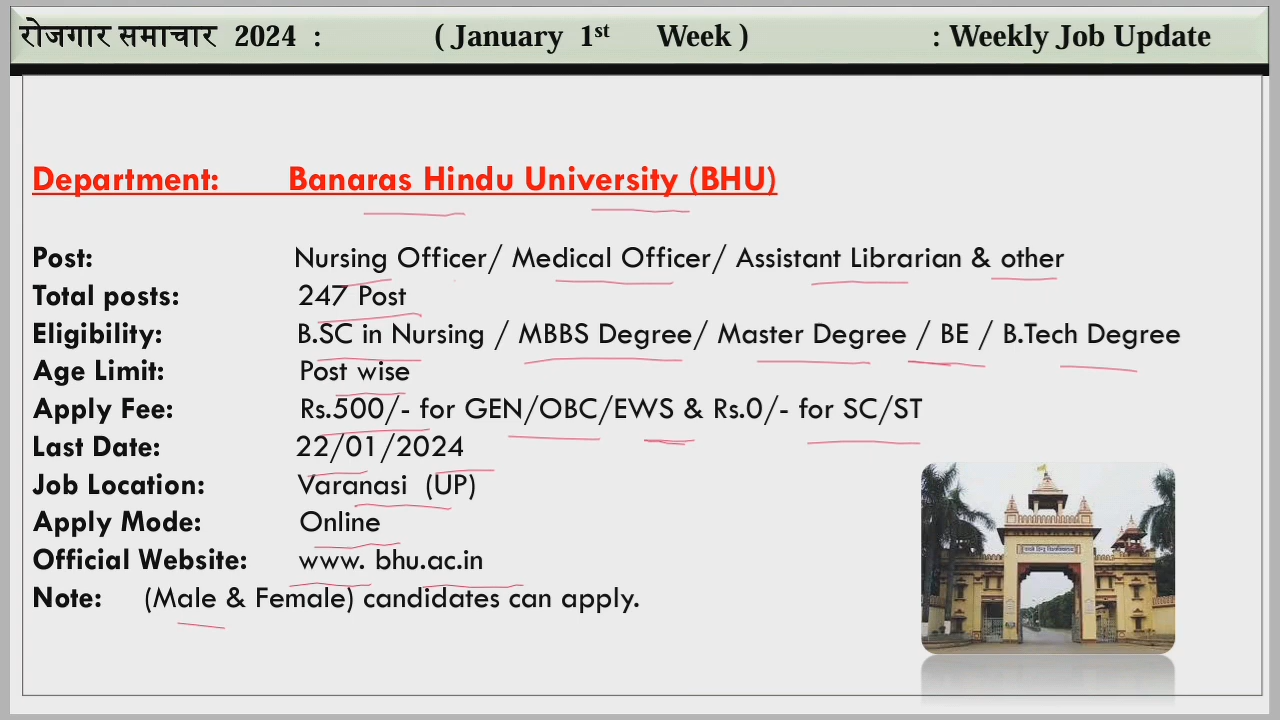 रोजगार समाचार 2024 : ( January 1st Week ) : Weekly Job Update
Department: Banaras Hindu University (BHU)
Post: Nursing Officer/ Medical Officer/ Assistant Librarian & other
Total posts: 247 Post
Eligibility: B.SC in Nursing / MBBS Degree/ Master Degree / BE / B.Tech Degree
Age Limit: Post wise
Apply Fee: Rs.500/- for GEN/OBC/EWS & Rs.0/- for SC/ST
Last Date: 22/01/2024
Job Location: Varanasi (UP)
Apply Mode: Online
Official Website: www. bhu.ac.in
Note: (Male & Female) candidates can apply.